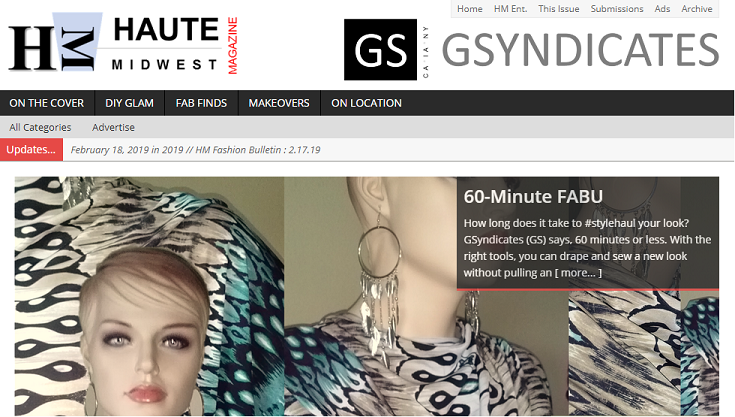 Home HM Ent. This Issue Submissions Ads Archive
HM HAUTE
MIDWEST
MAGAZINE
GS CA IA NY GSYNDICATES
ON THE COVER DIY GLAM FAB FINDS MAKEOVERS ON LOCATION
All Categories Advertise
Updates... February 18, 2019 in 2019 // HM Fashion Bulletin : 2.17.19
60-Minute FABU
How long does it take to #stylehaul your look?
GSyndicates (GS) says, 60 minutes or less. With the
right tools, you can drape and sew a new look
without pulling an [ more... ]